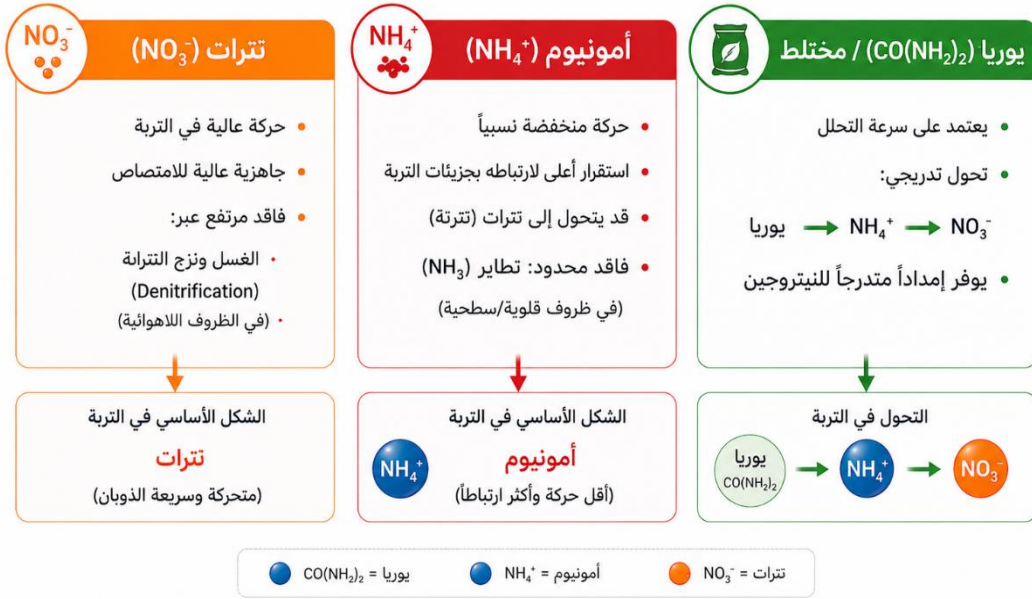 يوريا (CO(NH₂)₂) / مختلط
يعتمد على سرعة التحلل
تحول تدريجي:
يوريا → NH₄⁺ → NO₃⁻
يوفر إمداداً متدرجاً للنيتروجين
التحول في التربة
يوريا
CO(NH₂)₂
NH₄⁺
NO₃⁻
NH₄⁺
أمونيوم (NH₄⁺)
حركة منخفضة نسبياً
استقرار أعلى لارتباطه بجزيئات التربة
قد يتحول إلى نترات (نترتة)
فاقد محدود: تطاير (NH₃)
(في ظروف قلوية/سطحية)
الشكل الأساسي في التربة
NH₄⁺
أمونيوم
(أقل حركة وأكثر ارتباطاً)
NO₃⁻
نترات (NO₃⁻)
حركة عالية في التربة
جاهزية عالية للامتصاص
فاقد مرتفع عبر:
الغسل ونزح النترانة
(Denitrification)
(في الظروف اللاهوائية)
الشكل الأساسي في التربة
نترات
(متحركة وسريعة الذوبان)
يوريا = CO(NH₂)₂
أمونيوم = NH₄⁺
نترات = NO₃⁻